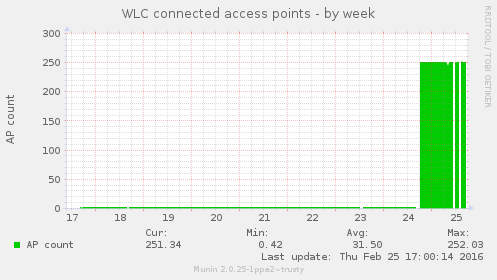 WLC connected access points - by week
RRDTOOL / TOBI OETIKER
AP count
300
250
200
150
100
50
0
17 18 19 20 21 22 23 24 25
Cur: Min: Avg: Max:
AP count 251.34 0.42 31.50 252.03
Last update: Thu Feb 25 17:00:14 2016
Munin 2.0.25-1ppa2~trusty